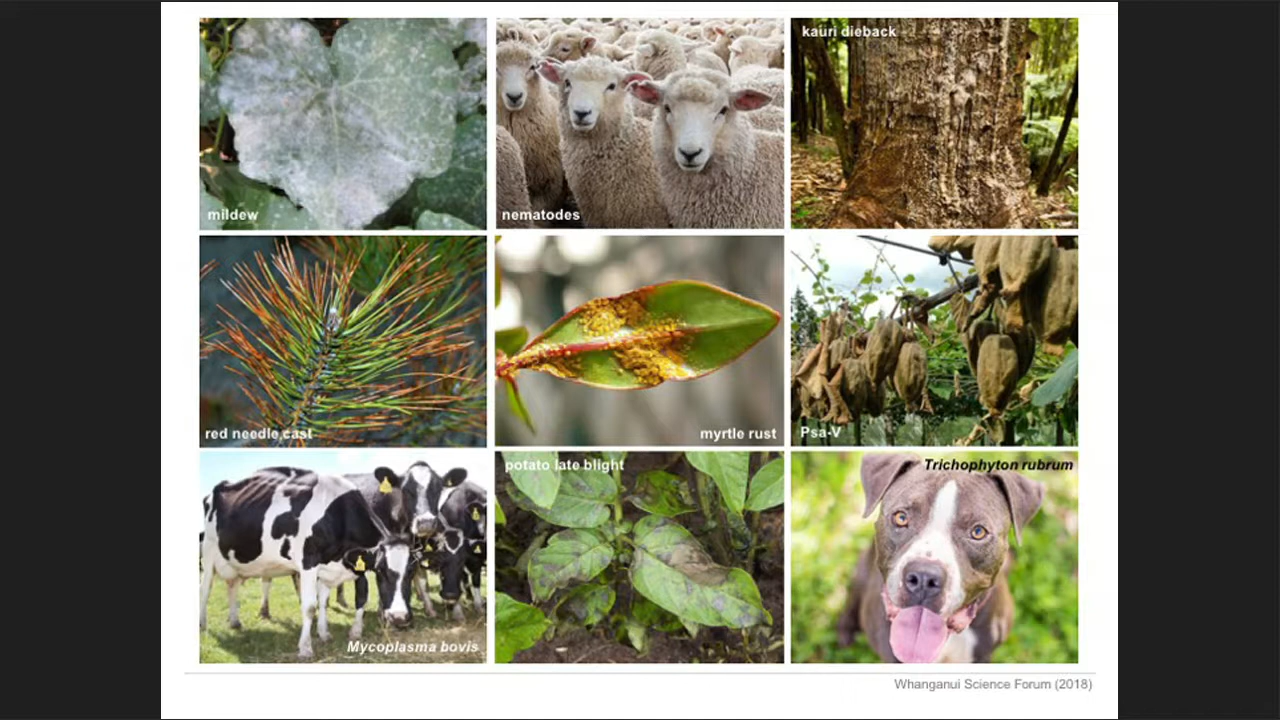 kauri dieback
mildew
nematodes
red needle cast
myrtle rust
Psa-V
Mycoplasma bovis
potato late blight
Trichophyton rubrum
Whanganui Science Forum (2018)